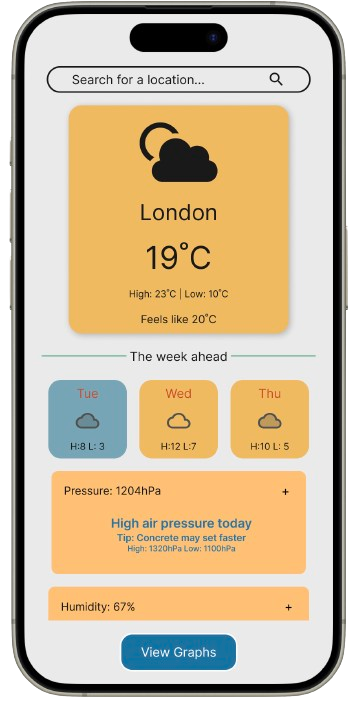 Search for a location...
London
19°C
High: 23°C | Low: 10°C
Feels like 20°C
The week ahead
Tue
Wed
Thu
H:8 L: 3
H:12 L:7
H:10 L: 5
Pressure: 1204hPa +
High air pressure today
Tip: Concrete may set faster
High: 1320hPa Low: 1100hPa
Humidity: 67% +
View Graphs